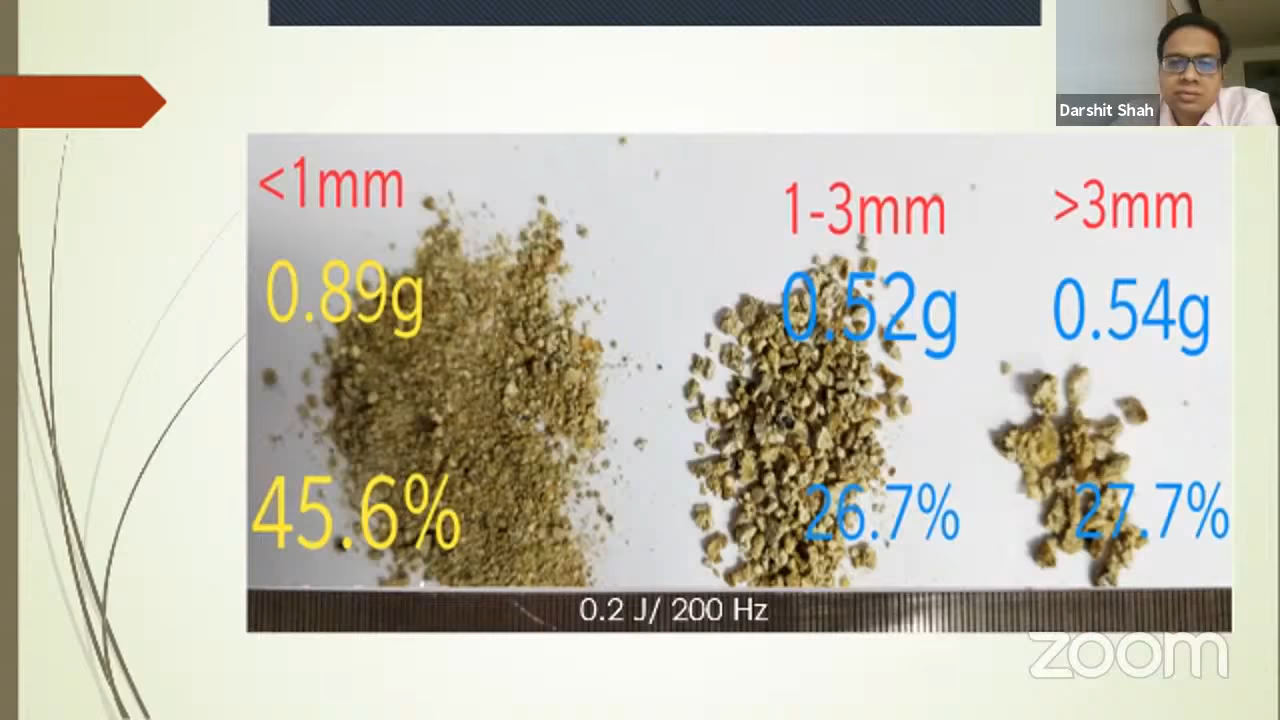 Darshit Shah
<1mm
1-3mm
>3mm
0.89g
0.52g
0.54g
45.6%
26.7%
27.7%
0.2 J/ 200 Hz
zoom